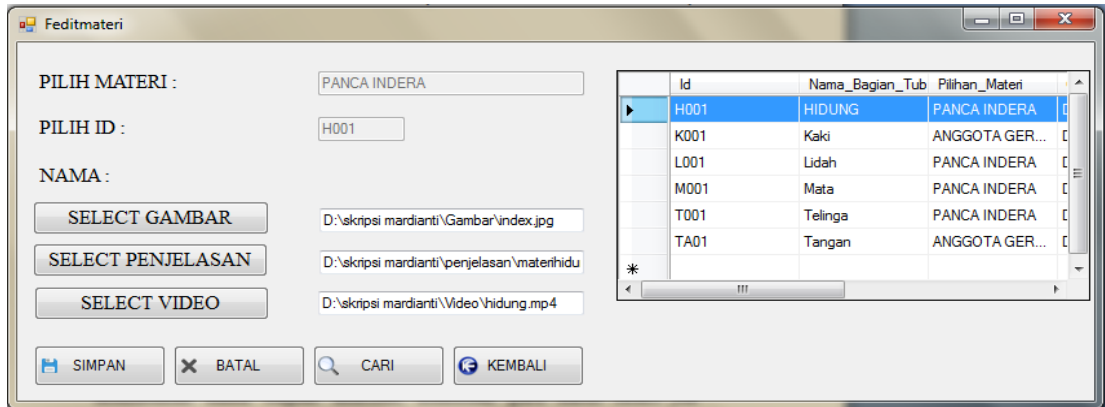 Feditmateri
PILIH MATERI :
PANCA INDERA
PILIH ID :
H001
NAMA :
SELECT GAMBAR
D:\skripsi mardianti\Gambar\index.jpg
SELECT PENJELASAN
D:\skripsi mardianti\penjelasan\materihidu
SELECT VIDEO
D:\skripsi mardianti\Video\hidung.mp4
SIMPAN
BATAL
CARI
KEMBALI
Id Nama_Bagian_Tub Pilihan_Materi
H001 HIDUNG PANCA INDERA
K001 Kaki ANGGOTA GER...
L001 Lidah PANCA INDERA
M001 Mata PANCA INDERA
T001 Telinga PANCA INDERA
TA01 Tangan ANGGOTA GER...